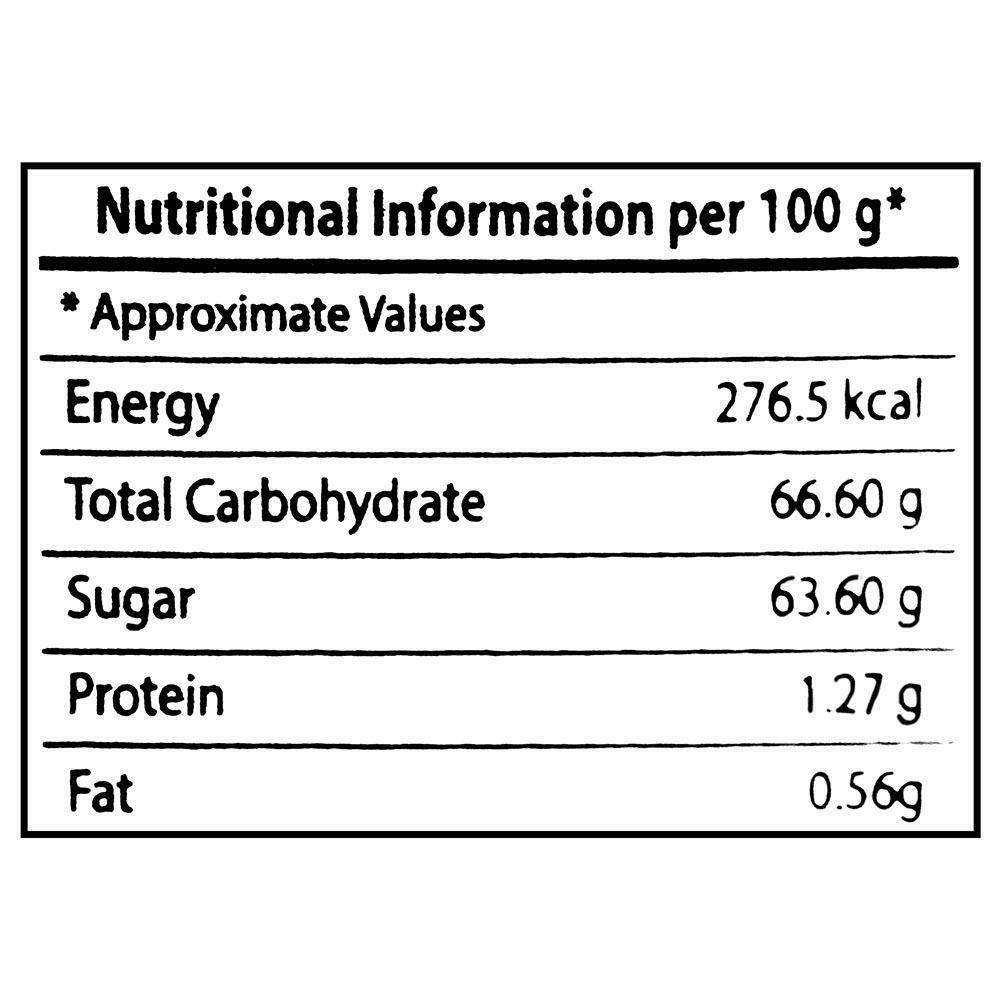 Nutritional Information per 100 g*
* Approximate Values
Energy 276.5 kcal
Total Carbohydrate 66.60 g
Sugar 63.60 g
Protein 1.27 g
Fat 0.56g